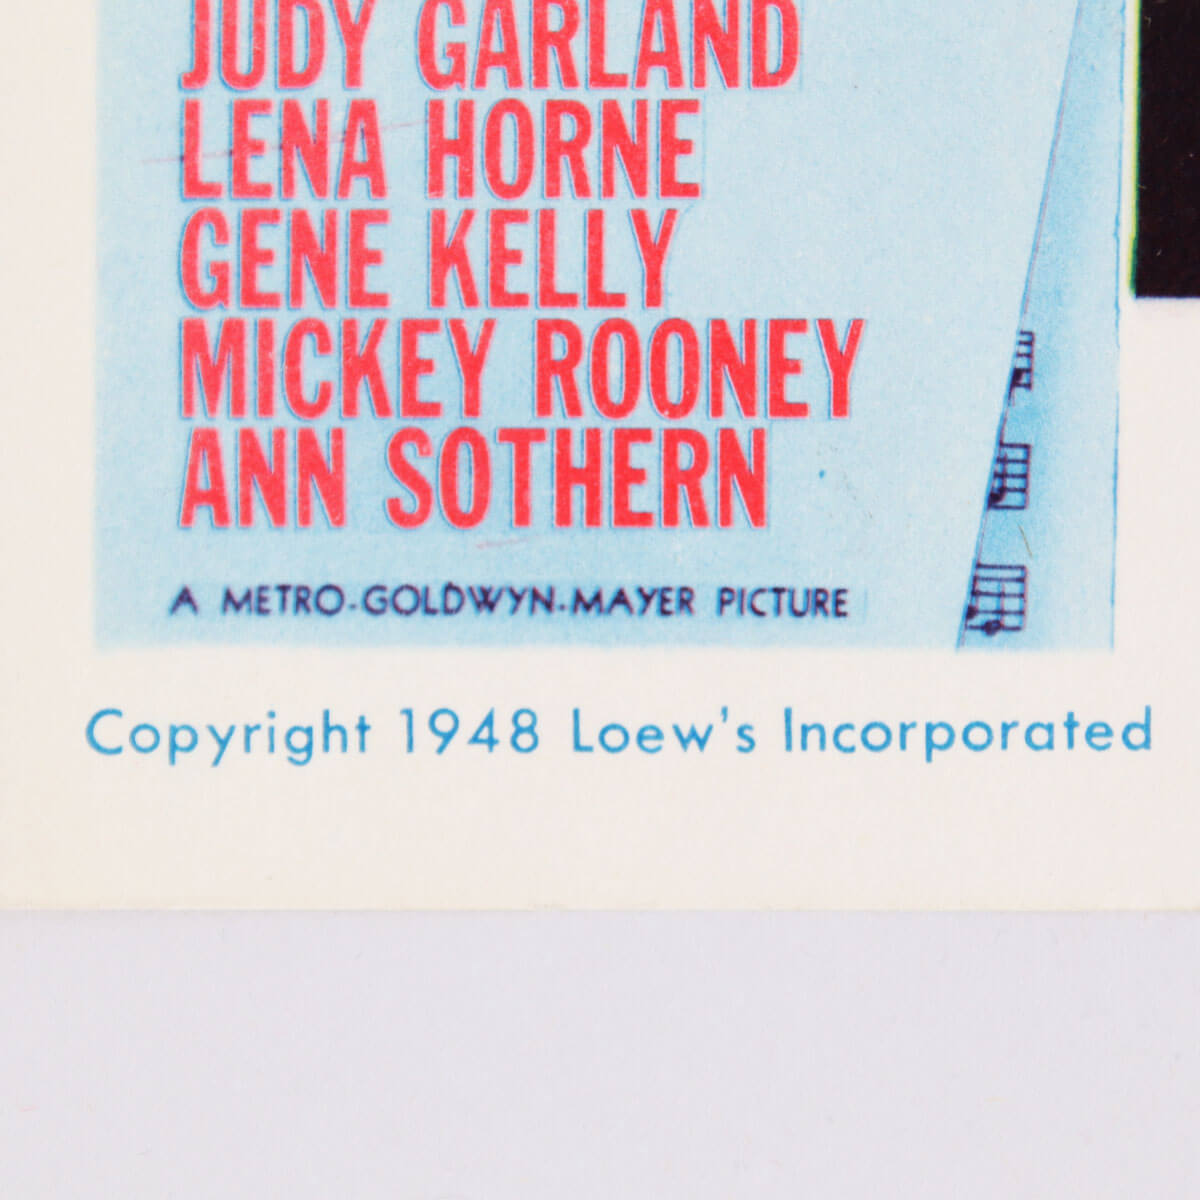 JUDY GARLAND
LENA HORNE
GENE KELLY
MICKEY ROONEY
ANN SOTHERN
A METRO-GOLDWYN-MAYER PICTURE
Copyright 1948 Loew's Incorporated